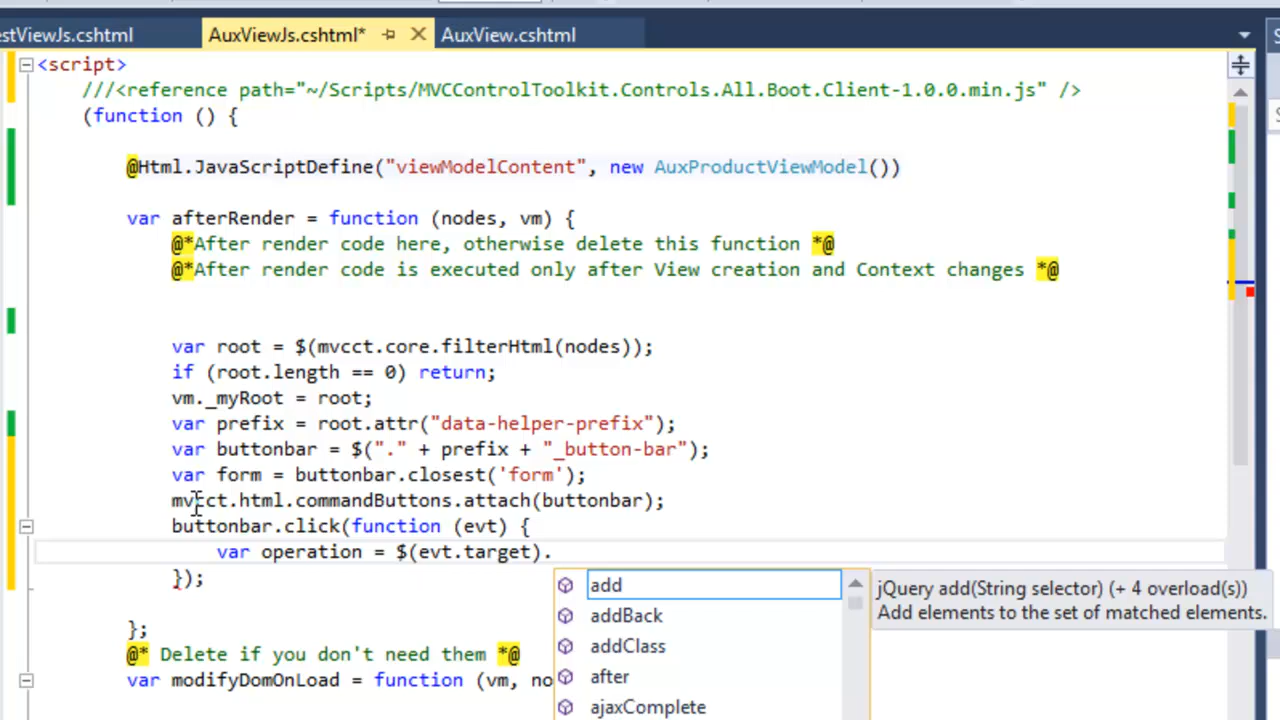 estViewJs.cshtml AuxViewJs.cshtml* AuxView.cshtml
<script>
///<reference path="~/Scripts/MVCControlToolkit.Controls.All.Boot.Client-1.0.0.min.js" />
(function () {
@Html.JavaScriptDefine("viewModelContent", new AuxProductViewModel())
var afterRender = function (nodes, vm) {
@*After render code here, otherwise delete this function *@
@*After render code is executed only after View creation and Context changes *@
var root = $(mvcct.core.filterHtml(nodes));
if (root.length == 0) return;
vm._myRoot = root;
var prefix = root.attr("data-helper-prefix");
var buttonbar = $("." + prefix + "_button-bar");
var form = buttonbar.closest('form');
mvcct.html.commandButtons.attach(buttonbar);
buttonbar.click(function (evt) {
var operation = $(evt.target).
});
add
jQuery add(String selector) (+ 4 overload(s))
Add elements to the set of matched elements.
addBack
addClass
after
ajaxComplete
};
@* Delete if you don't need them *@
var modifyDomOnLoad = function (vm, no